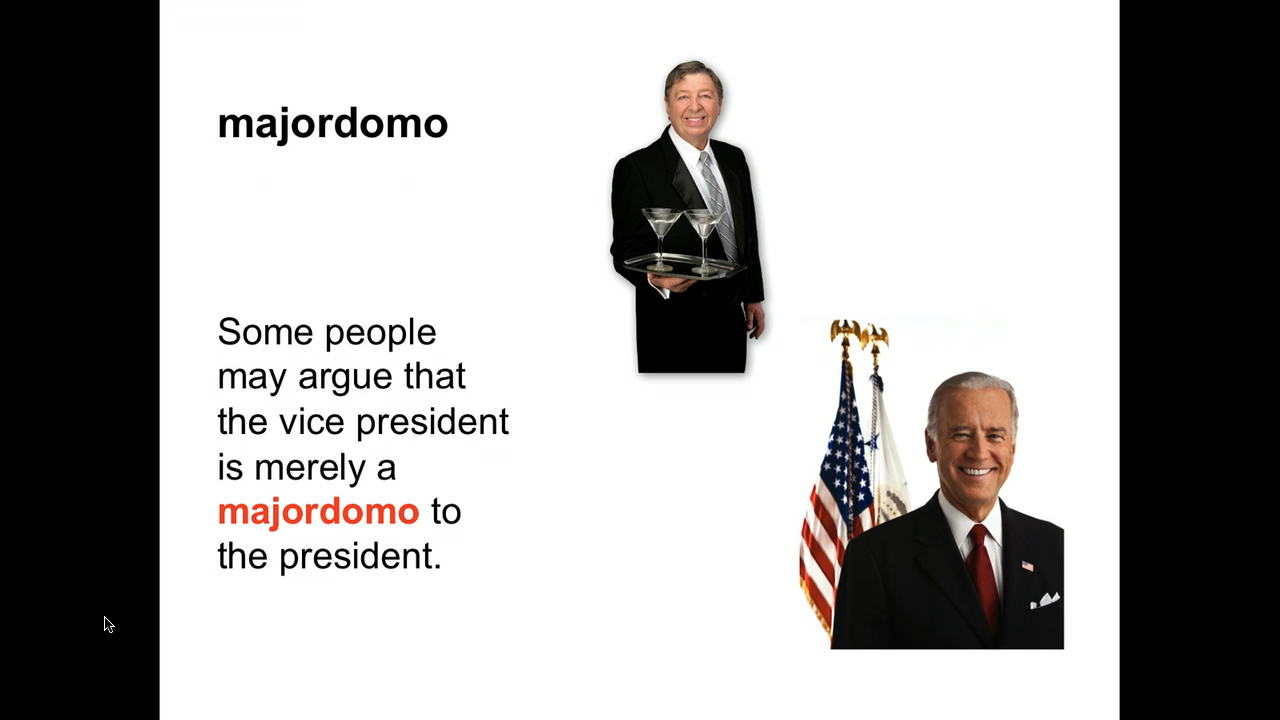 majordomo
Some people
may argue that
the vice president
is merely a
majordomo to
the president.